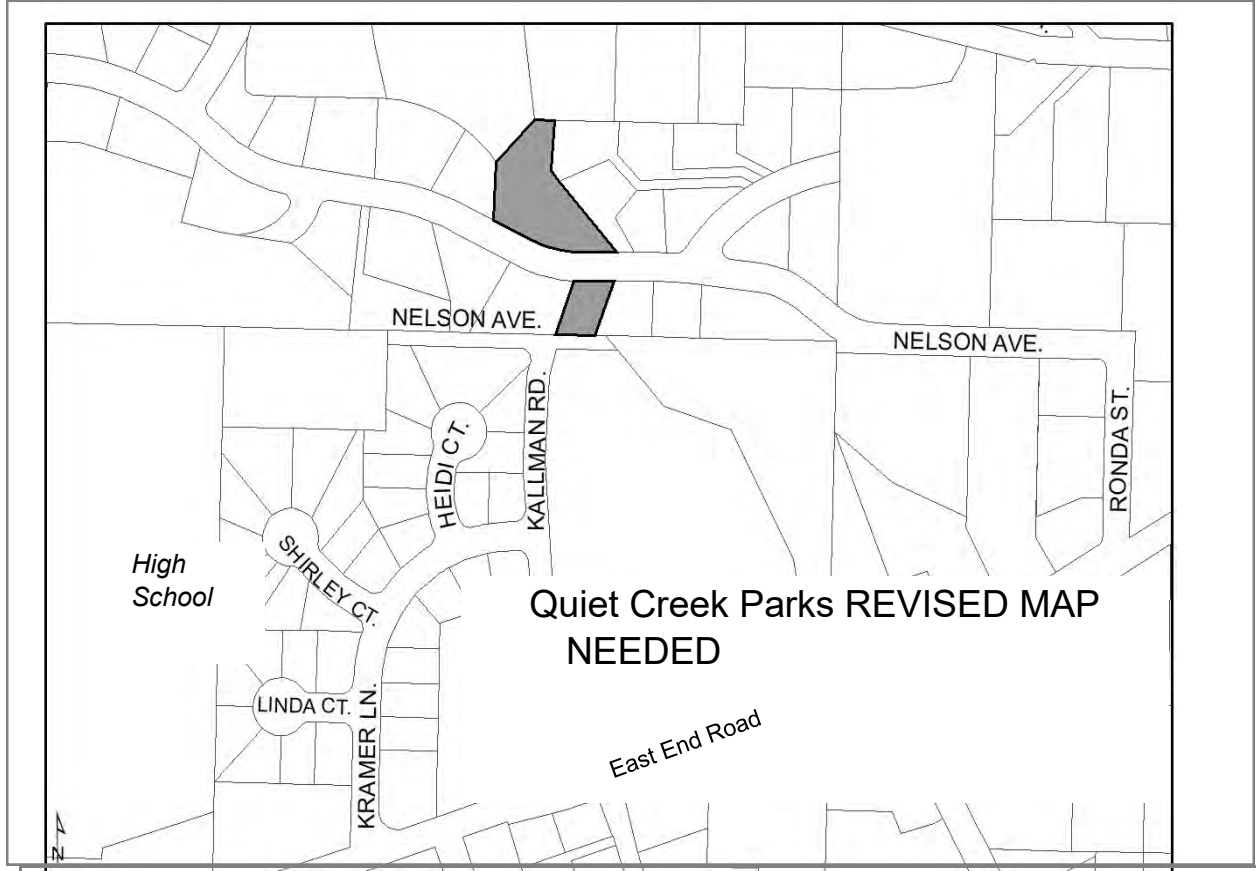 NELSON AVE.
NELSON AVE.
HEIDI CT.
KALLMAN RD.
RONDA ST.
High
School
SHIRLEY CT.
Quiet Creek Parks REVISED MAP
NEEDED
LINDA CT.
KRAMER LN.
East End Road
N